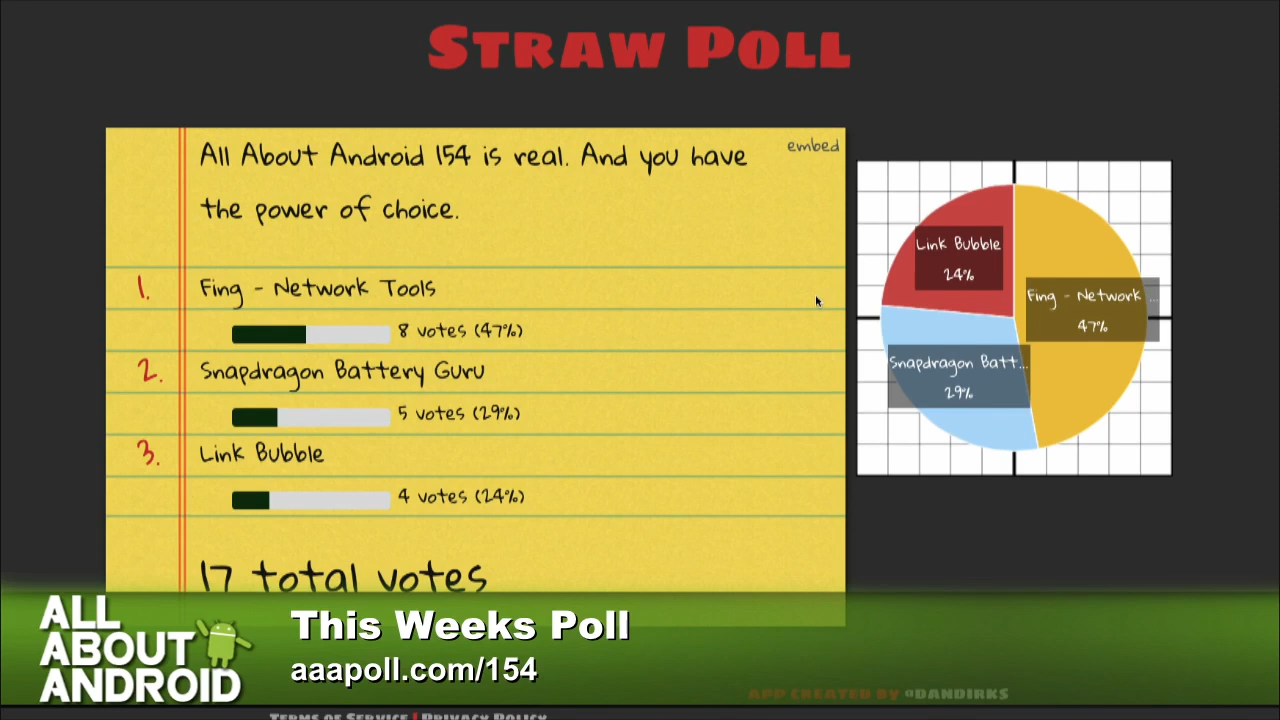 STRAW POLL
All About Android 154 is real. And you have
the power of choice.
embed
1. Fing - Network Tools
8 votes (47%)
2. Snapdragon Battery Guru
5 votes (29%)
3. Link Bubble
4 votes (24%)
17 total votes
Link Bubble
24%
Fing - Network ...
47%
Snapdragon Batt...
29%
ALL
ABOUT
ANDROID
This Weeks Poll
aaapoll.com/154
APP CREATED BY @DANDIRKS
TERMS OF SERVICE | PRIVACY POLICY